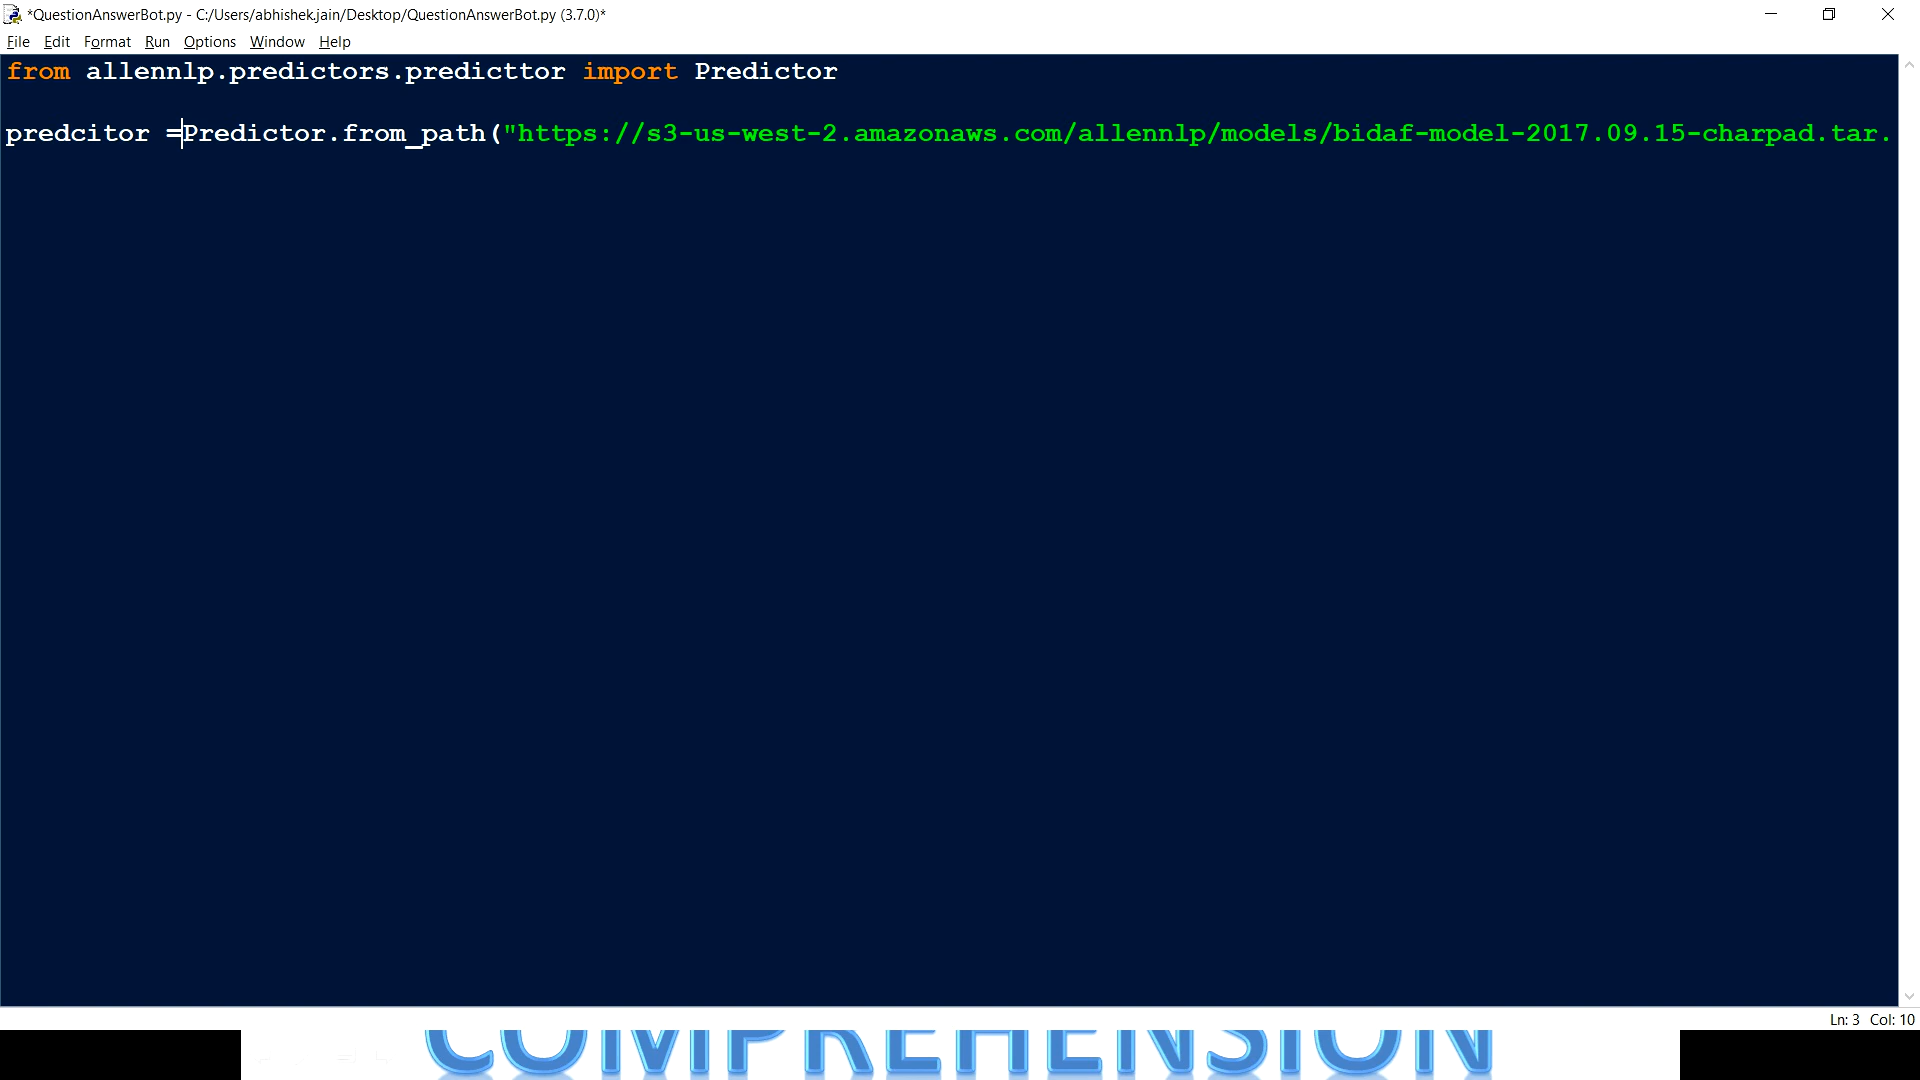 *QuestionAnswerBot.py - C:/Users/abhishek.jain/Desktop/QuestionAnswerBot.py (3.7.0)*
File Edit Format Run Options Window Help
from allennlp.predictors.predicttor import Predictor
predcitor =Predictor.from_path("https://s3-us-west-2.amazonaws.com/allennlp/models/bidaf-model-2017.09.15-charpad.tar.
Ln: 3 Col: 10
COMPREHENSION